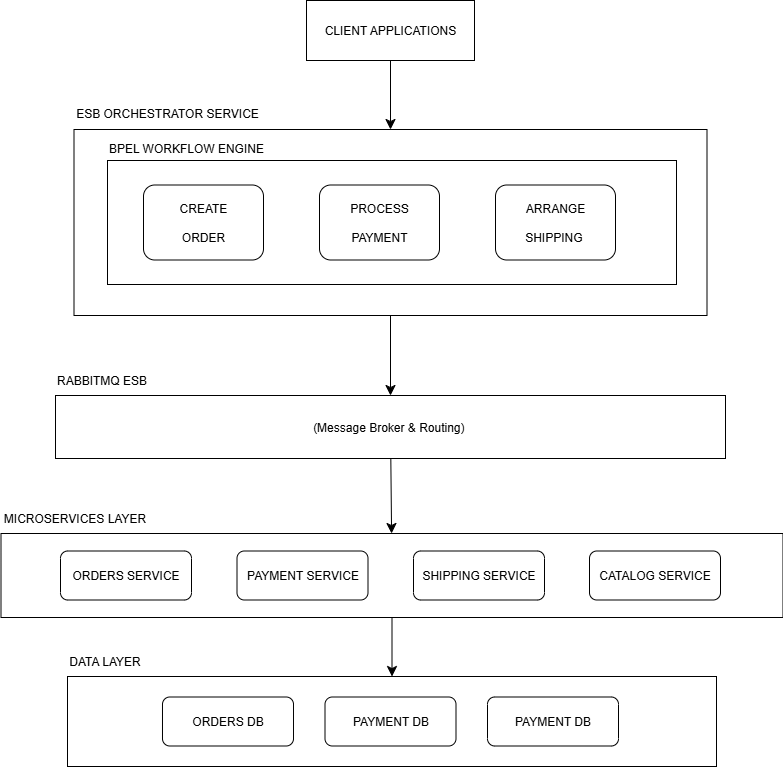 CLIENT APPLICATIONS
ESB ORCHESTRATOR SERVICE
BPEL WORKFLOW ENGINE
CREATE
ORDER
PROCESS
PAYMENT
ARRANGE
SHIPPING
RABBITMQ ESB
(Message Broker & Routing)
MICROSERVICES LAYER
ORDERS SERVICE
PAYMENT SERVICE
SHIPPING SERVICE
CATALOG SERVICE
DATA LAYER
ORDERS DB
PAYMENT DB
PAYMENT DB